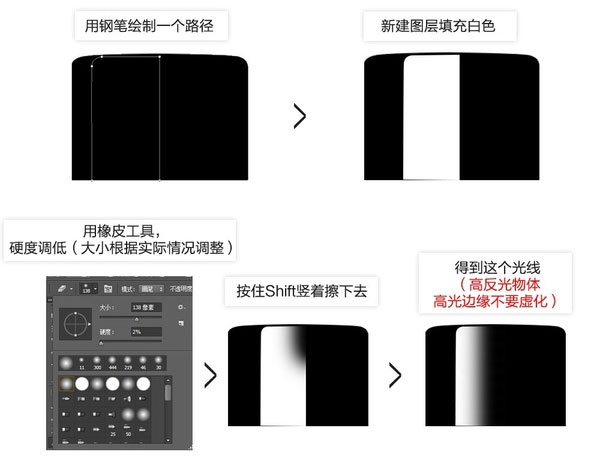 用钢笔绘制一个路径
新建图层填充白色
用橡皮工具，
硬度调低（大小根据实际情况调整）
138
模式：
画笔
不透明度
大小：
138 像素
硬度：
2%
11 300 444 219 46 30
25 50
按住Shift竖着擦下去
得到这个光线
（高反光物体
高光边缘不要虚化）